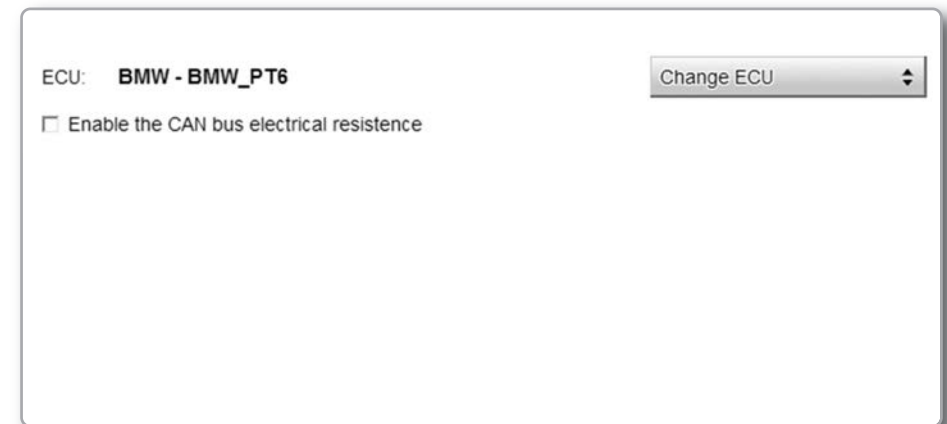 ECU: BMW - BMW_PT6 Change ECU
Enable the CAN bus electrical resistence